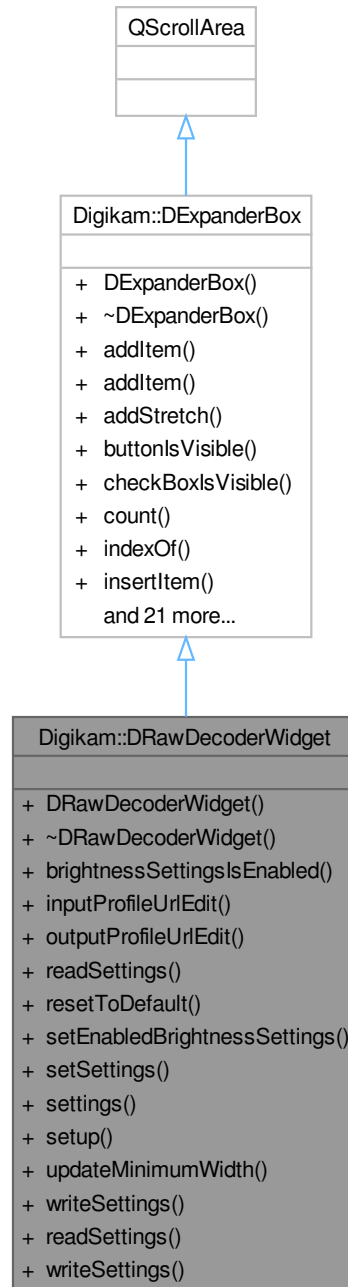 QScrollArea
Digikam::DExpanderBox
+ DExpanderBox()
+ ~DExpanderBox()
+ addItem()
+ addItem()
+ addStretch()
+ buttonIsVisible()
+ checkBoxIsVisible()
+ count()
+ indexOf()
+ insertItem()
and 21 more...
Digikam::DRawDecoderWidget
+ DRawDecoderWidget()
+ ~DRawDecoderWidget()
+ brightnessSettingsIsEnabled()
+ inputProfileUrlEdit()
+ outputProfileUrlEdit()
+ readSettings()
+ resetToDefault()
+ setEnabledBrightnessSettings()
+ setSettings()
+ settings()
+ setup()
+ updateMinimumWidth()
+ writeSettings()
+ readSettings()
+ writeSettings()